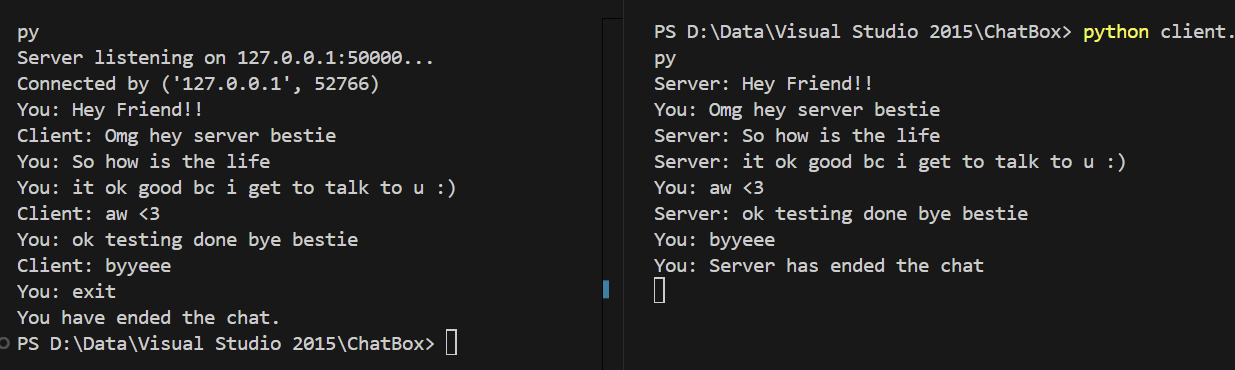 py
Server listening on 127.0.0.1:50000...
Connected by ('127.0.0.1', 52766)
You: Hey Friend!!
Client: Omg hey server bestie
You: So how is the life
You: it ok good bc i get to talk to u :)
Client: aw <3
You: ok testing done bye bestie
Client: byyeee
You: exit
You have ended the chat.
PS D:\Data\Visual Studio 2015\ChatBox>
PS D:\Data\Visual Studio 2015\ChatBox> python client.
py
Server: Hey Friend!!
You: Omg hey server bestie
Server: So how is the life
Server: it ok good bc i get to talk to u :)
You: aw <3
Server: ok testing done bye bestie
You: byyeee
You: Server has ended the chat